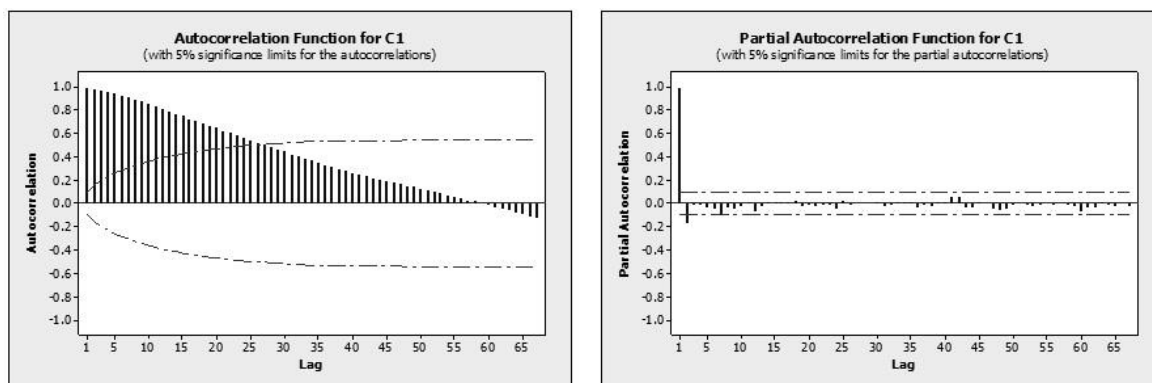 Autocorrelation Function for C1
(with 5% significance limits for the autocorrelations)
Autocorrelation
1.0
0.8
0.6
0.4
0.2
0.0
-0.2
-0.4
-0.6
-0.8
-1.0
1 5 10 15 20 25 30 35 40 45 50 55 60 65
Lag
Partial Autocorrelation Function for C1
(with 5% significance limits for the partial autocorrelations)
Partial Autocorrelation
1.0
0.8
0.6
0.4
0.2
0.0
-0.2
-0.4
-0.6
-0.8
-1.0
1 5 10 15 20 25 30 35 40 45 50 55 60 65
Lag